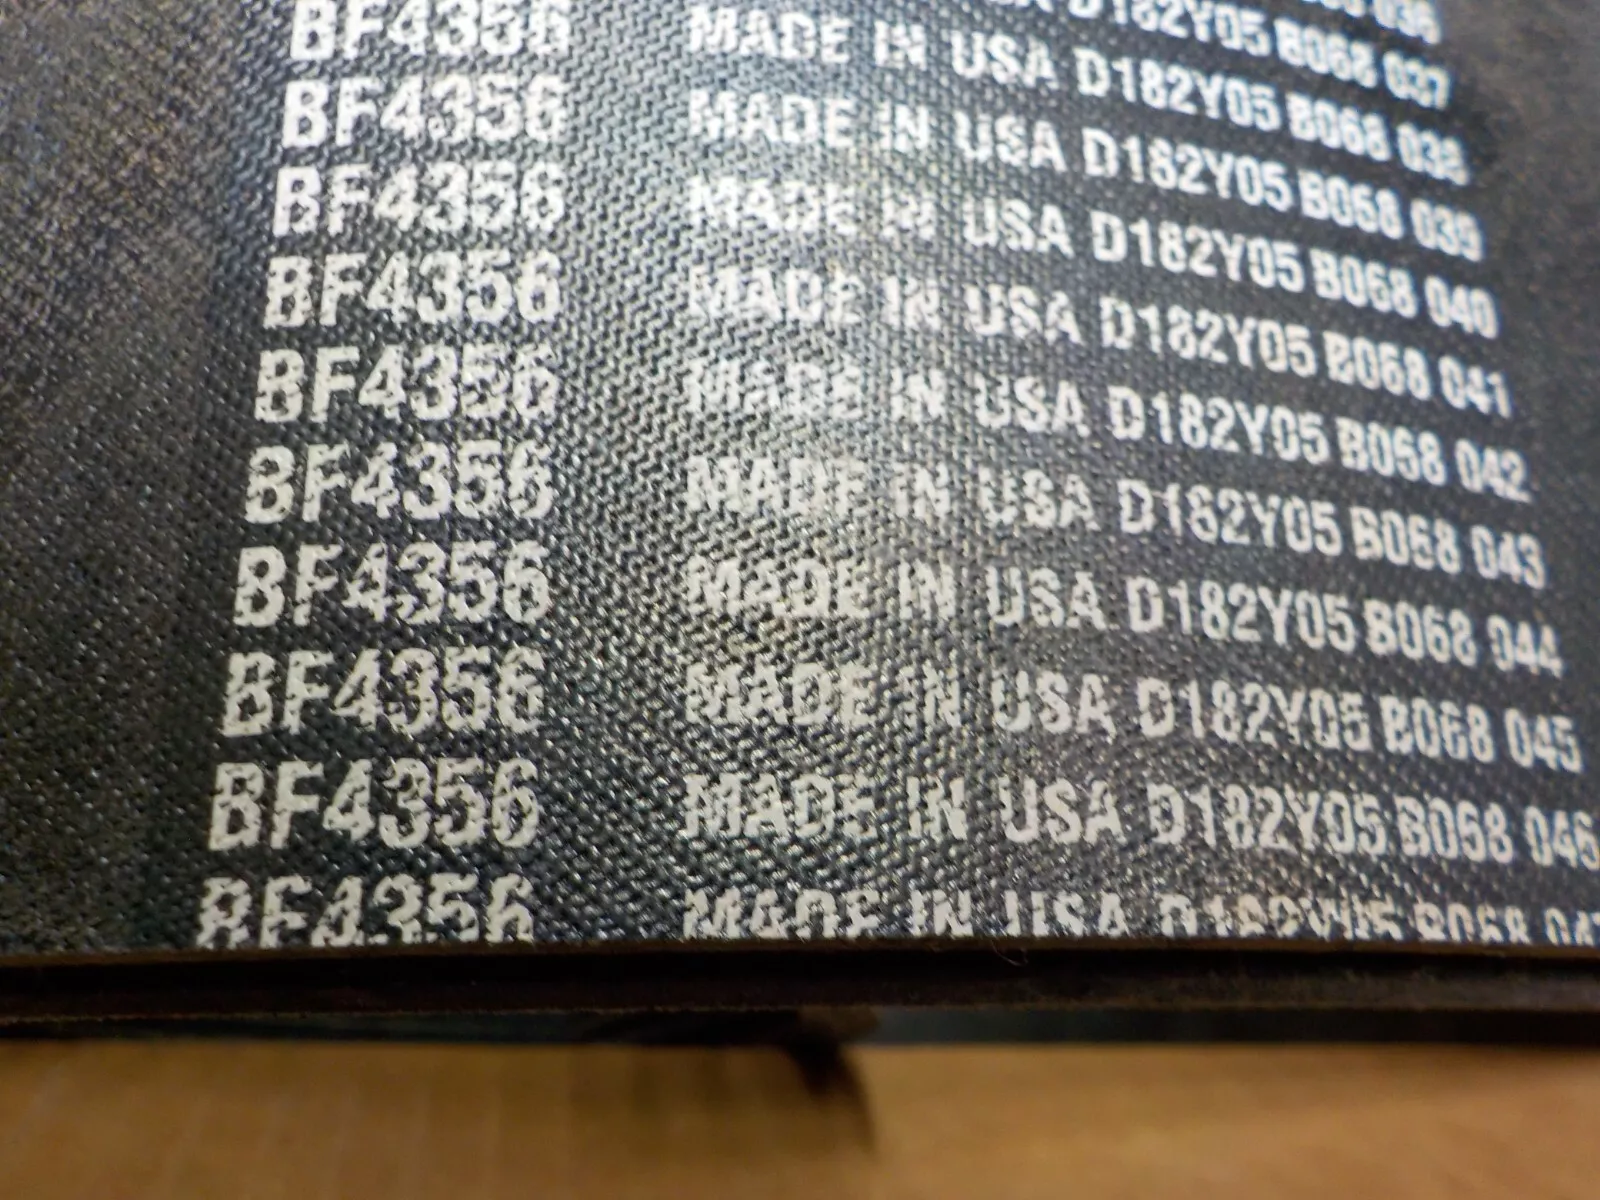 036
D182Y05 B068 037
BF4356 MADE IN USA D182Y05 B068 038
BF4356 MADE IN USA D182Y05 B068 039
BF4356 MADE IN USA D182Y05 B068 040
BF4356 MADE IN USA D182Y05 B068 041
BF4356 MADE IN USA D182Y05 B068 042
BF4356 MADE IN USA D182Y05 B068 043
BF4356 MADE IN USA D182Y05 B068 044
BF4356 MADE IN USA D182Y05 B068 045
BF4356 MADE IN USA D182Y05 B068 046
BF4356 MADE IN USA D182Y05 B068